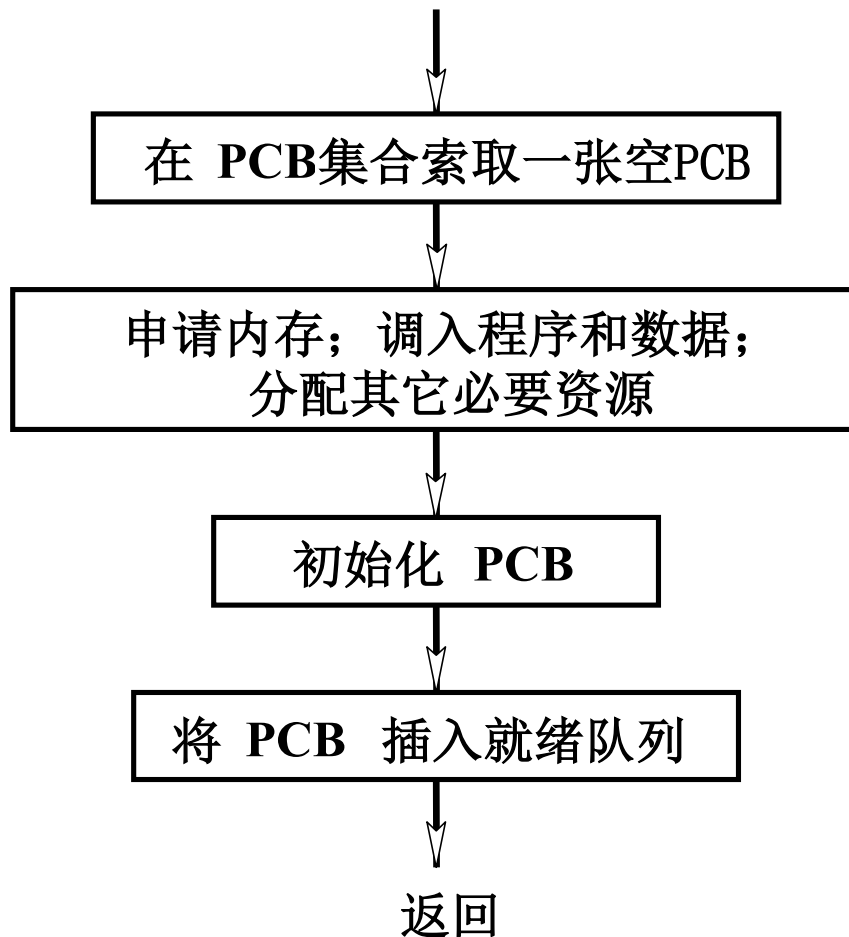 在 PCB集合索取一张空PCB
申请内存；调入程序和数据；
分配其它必要资源
初始化 PCB
将 PCB 插入就绪队列
返回